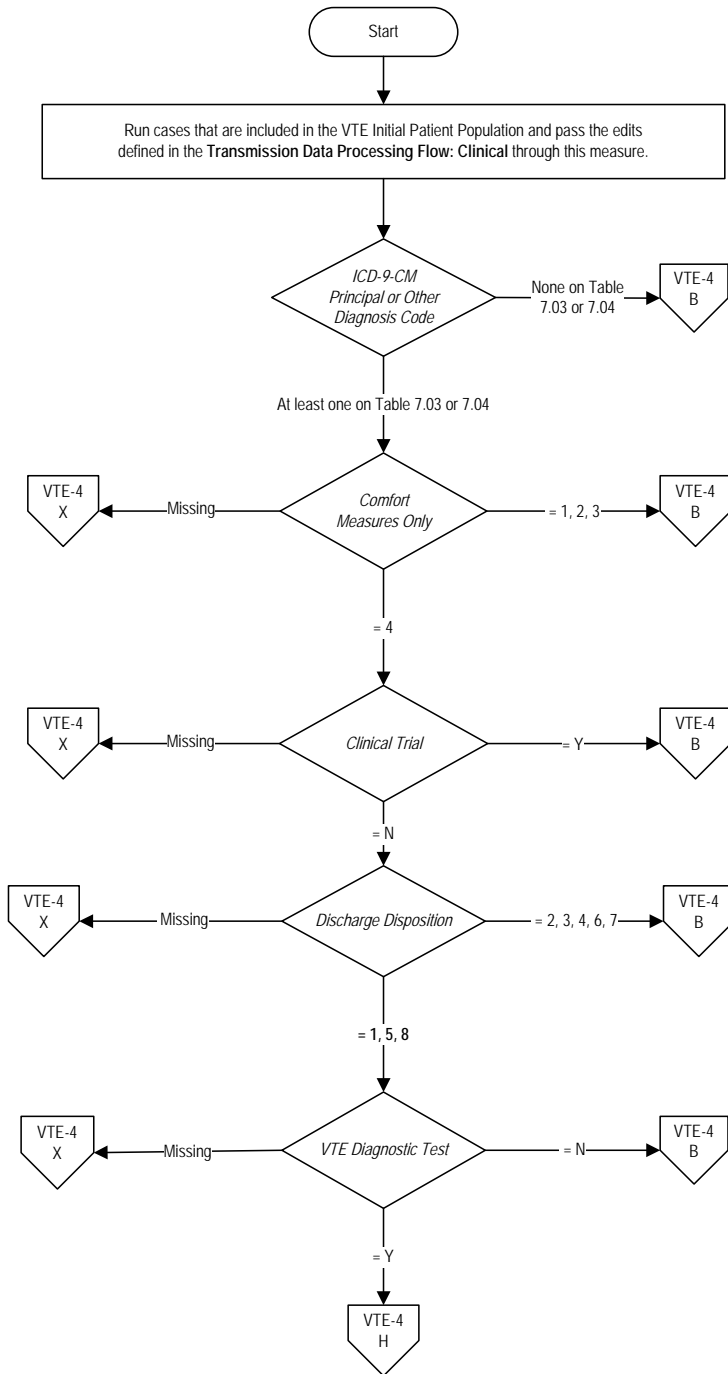 Start
Run cases that are included in the VTE Initial Patient Population and pass the edits
defined in the Transmission Data Processing Flow: Clinical through this measure.
ICD-9-CM
Principal or Other
Diagnosis Code
None on Table
7.03 or 7.04
VTE-4
B
At least one on Table 7.03 or 7.04
VTE-4
X
Missing
Comfort
Measures Only
= 1, 2, 3
VTE-4
B
= 4
VTE-4
X
Missing
Clinical Trial
= Y
VTE-4
B
= N
VTE-4
X
Missing
Discharge Disposition
= 2, 3, 4, 6, 7
VTE-4
B
= 1, 5, 8
VTE-4
X
Missing
VTE Diagnostic Test
= N
VTE-4
B
= Y
VTE-4
H